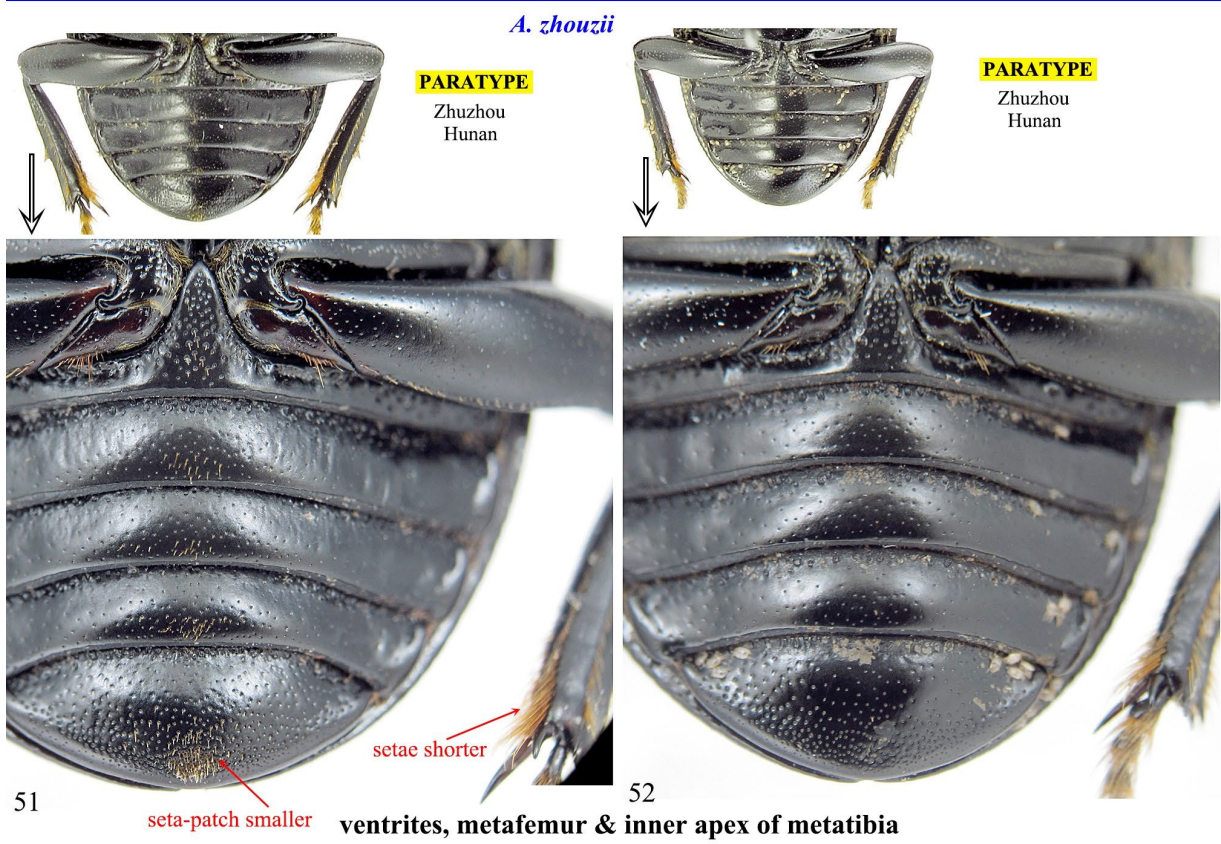 A. zhouzii
PARATYPE
Zhuzhou
Hunan
PARATYPE
Zhuzhou
Hunan
setae shorter
seta-patch smaller
51
52
ventrites, metafemur & inner apex of metatibia